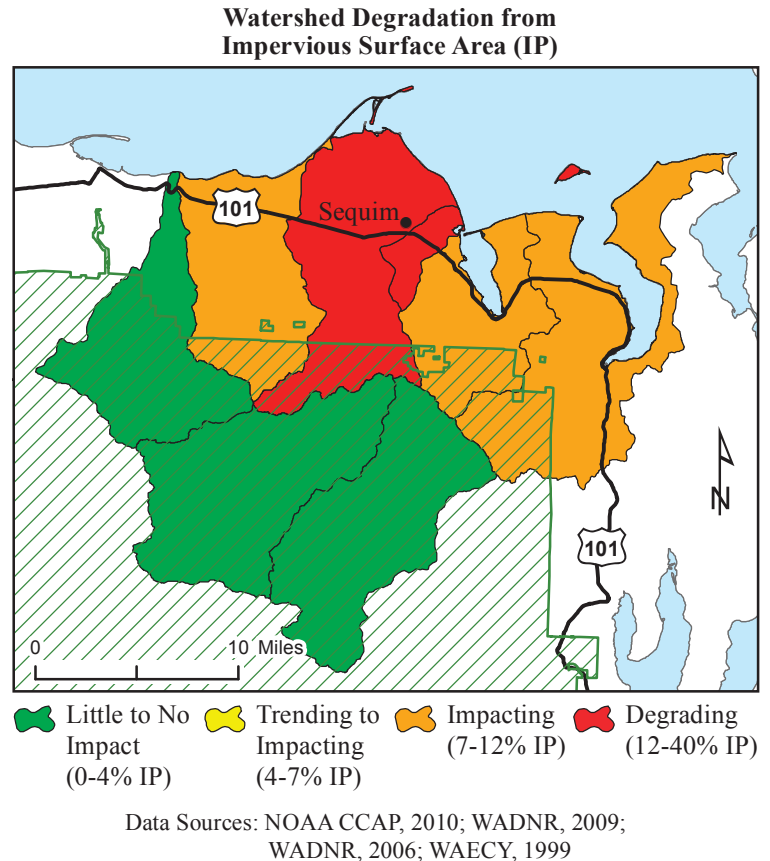 Watershed Degradation from
Impervious Surface Area (IP)
101
Sequim
N
101
0
10 Miles
Little to No
Impact
(0-4% IP)
Trending to
Impacting
(4-7% IP)
Impacting
(7-12% IP)
Degrading
(12-40% IP)
Data Sources: NOAA CCAP, 2010; WADNR, 2009;
WADNR, 2006; WAECY, 1999